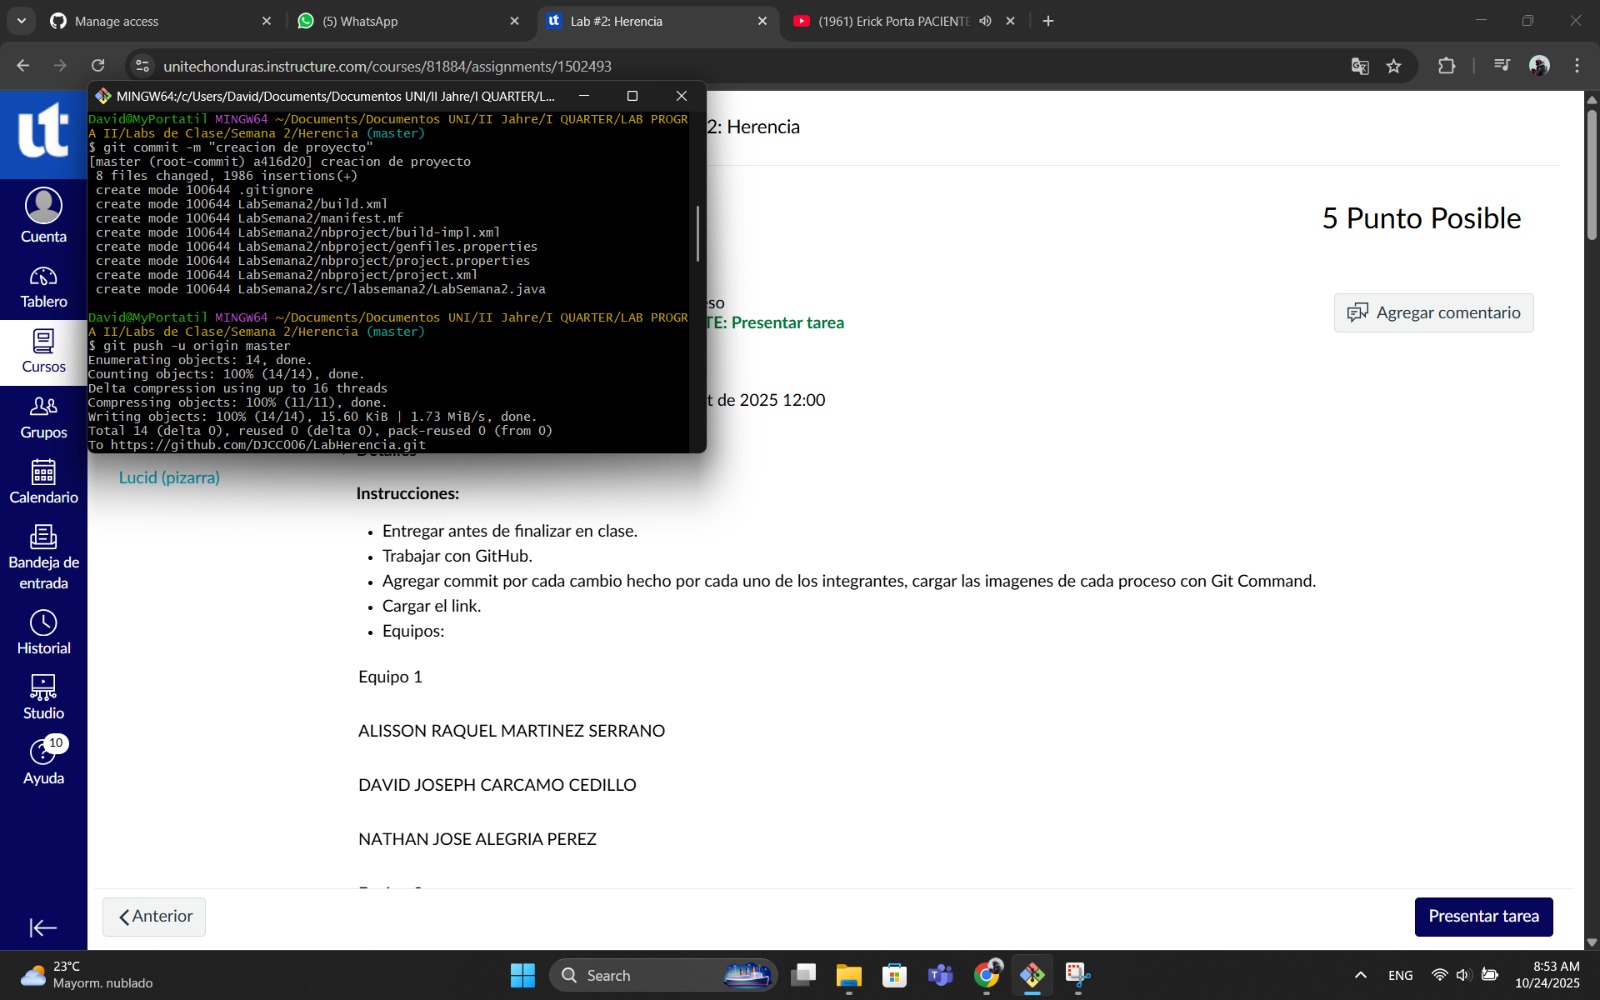 Manage access
(5) WhatsApp
ut
Lab #2: Herencia
(1961) Erick Porta PACIENTE
unitechonduras.instructure.com/courses/81884/assignments/1502493
ut
Cuenta
Tablero
Cursos
Grupos
Calendario
Bandeja de
entrada
Historial
Studio
10
Ayuda
MINGW64:/c/Users/David/Documents/Documentos UNI/II Jahre/I QUARTER/L...
David@MyPortatil MINGW64 ~/Documents/Documentos UNI/II Jahre/I QUARTER/LAB PROGR
A II/Labs de Clase/Semana 2/Herencia (master)
$ git commit -m "creacion de proyecto"
[master (root-commit) a416d20] creacion de proyecto
8 files changed, 1986 insertions(+)
create mode 100644 .gitignore
create mode 100644 LabSemana2/build.xml
create mode 100644 LabSemana2/manifest.mf
create mode 100644 LabSemana2/nbproject/build-impl.xml
create mode 100644 LabSemana2/nbproject/genfiles.properties
create mode 100644 LabSemana2/nbproject/project.properties
create mode 100644 LabSemana2/nbproject/project.xml
create mode 100644 LabSemana2/src/labsemana2/LabSemana2.java
David@MyPortatil MINGW64 ~/Documents/Documentos UNI/II Jahre/I QUARTER/LAB PROGR
A II/Labs de Clase/Semana 2/Herencia (master)
$ git push -u origin master
Enumerating objects: 14, done.
Counting objects: 100% (14/14), done.
Delta compression using up to 16 threads
Compressing objects: 100% (11/11), done.
Writing objects: 100% (14/14), 15.60 KiB | 1.73 MiB/s, done.
Total 14 (delta 0), reused 0 (delta 0), pack-reused 0 (from 0)
To https://github.com/DJCC006/LabHerencia.git
2: Herencia
5 Punto Posible
eso
TE: Presentar tarea
Agregar comentario
t de 2025 12:00
Detalles
Lucid (pizarra)
Instrucciones:
• Entregar antes de finalizar en clase.
• Trabajar con GitHub.
• Agregar commit por cada cambio hecho por cada uno de los integrantes, cargar las imagenes de cada proceso con Git Command.
• Cargar el link.
• Equipos:
Equipo 1
ALISSON RAQUEL MARTINEZ SERRANO
DAVID JOSEPH CARCAMO CEDILLO
NATHAN JOSE ALEGRIA PEREZ
Anterior
Presentar tarea
23°C
Mayorm. nublado
Search
ENG
8:53 AM
10/24/2025